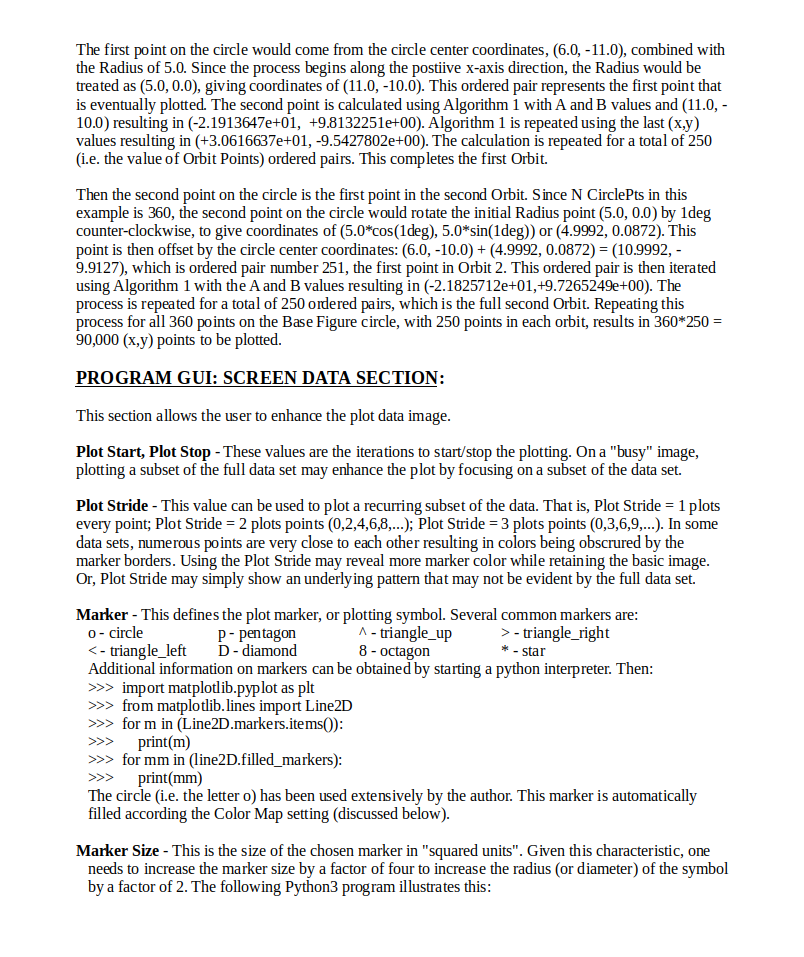 The first point on the circle would come from the circle center coordinates, (6.0, -11.0), combined with
the Radius of 5.0. Since the process begins along the postiive x-axis direction, the Radius would be
treated as (5.0, 0.0), giving coordinates of (11.0, -10.0). This ordered pair represents the first point that
is eventually plotted. The second point is calculated using Algorithm 1 with A and B values and (11.0, -
10.0) resulting in (-2.1913647e+01,  +9.8132251e+00). Algorithm 1 is repeated using the last (x,y)
values resulting in (+3.0616637e+01, -9.5427802e+00). The calculation is repeated for a total of 250
(i.e. the value of Orbit Points) ordered pairs. This completes the first Orbit.
Then the second point on the circle is the first point in the second Orbit. Since N CirclePts in this
example is 360, the second point on the circle would rotate the initial Radius point (5.0, 0.0) by 1deg
counter-clockwise, to give coordinates of (5.0*cos(1deg), 5.0*sin(1deg)) or (4.9992, 0.0872). This
point is then offset by the circle center coordinates: (6.0, -10.0) + (4.9992, 0.0872) = (10.9992, -
9.9127), which is ordered pair number 251, the first point in Orbit 2. This ordered pair is then iterated
using Algorithm 1 with the A and B values resulting in (-2.1825712e+01,+9.7265249e+00). The
process is repeated for a total of 250 ordered pairs, which is the full second Orbit. Repeating this
process for all 360 points on the Base Figure circle, with 250 points in each orbit, results in 360*250 =
90,000 (x,y) points to be plotted.
PROGRAM GUI: SCREEN DATA SECTION:
This section allows the user to enhance the plot data image.
Plot Start, Plot Stop - These values are the iterations to start/stop the plotting. On a "busy" image,
plotting a subset of the full data set may enhance the plot by focusing on a subset of the data set.
Plot Stride - This value can be used to plot a recurring subset of the data. That is, Plot Stride = 1 plots
every point; Plot Stride = 2 plots points (0,2,4,6,8,...); Plot Stride = 3 plots points (0,3,6,9,...). In some
data sets, numerous points are very close to each other resulting in colors being obscrured by the
marker borders. Using the Plot Stride may reveal more marker color while retaining the basic image.
Or, Plot Stride may simply show an underlying pattern that may not be evident by the full data set.
Marker - This defines the plot marker, or plotting symbol. Several common markers are:
o - circle p - pentagon ^ - triangle_up > - triangle_right
< - triangle_left D - diamond 8 - octagon * - star
Additional information on markers can be obtained by starting a python interpreter. Then:
>>> import matplotlib.pyplot as plt
>>> from matplotlib.lines import Line2D
>>> for m in (Line2D.markers.items()):
>>> print(m)
>>> for mm in (line2D.filled_markers):
>>> print(mm)
The circle (i.e. the letter o) has been used extensively by the author. This marker is automatically
filled according the Color Map setting (discussed below).
Marker Size - This is the size of the chosen marker in "squared units". Given this characteristic, one
needs to increase the marker size by a factor of four to increase the radius (or diameter) of the symbol
by a factor of 2. The following Python3 program illustrates this: